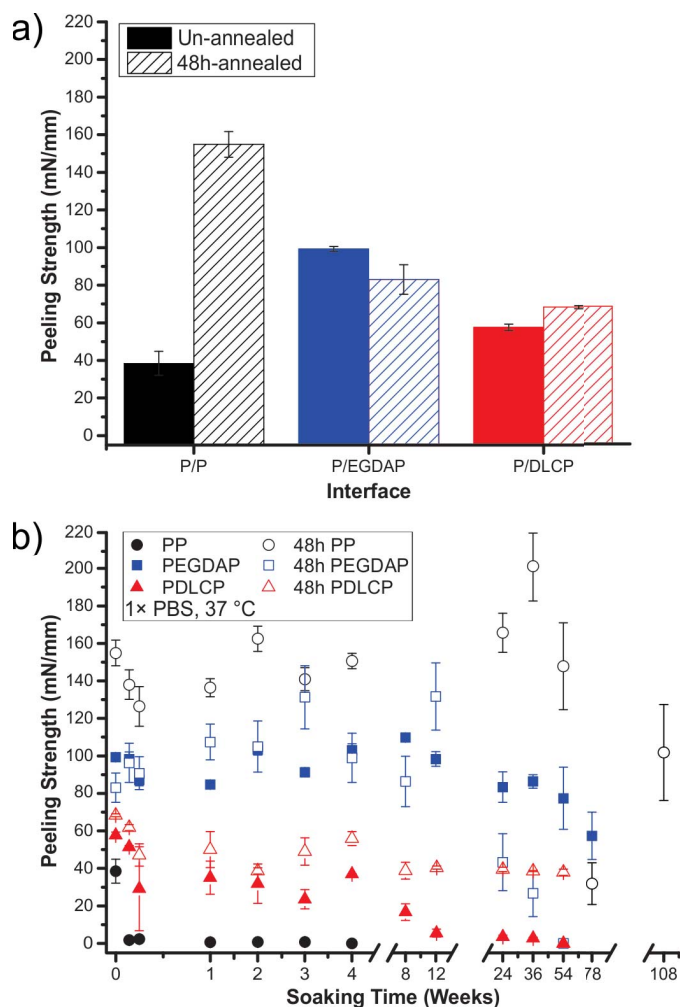 a)
Un-annealed
48h-annealed
220
200
180
160
140
120
100
80
60
40
20
0
Peeling Strength (mN/mm)
P/P P/EGDAP P/DLCP
Interface
b)
PP 48h PP
PEGDAP 48h PEGDAP
PDLCP 48h PDLCP
1× PBS, 37 °C
220
200
180
160
140
120
100
80
60
40
20
0
Peeling Strength (mN/mm)
0 1 2 3 4 8 12 24 36 54 78 108
Soaking Time (Weeks)